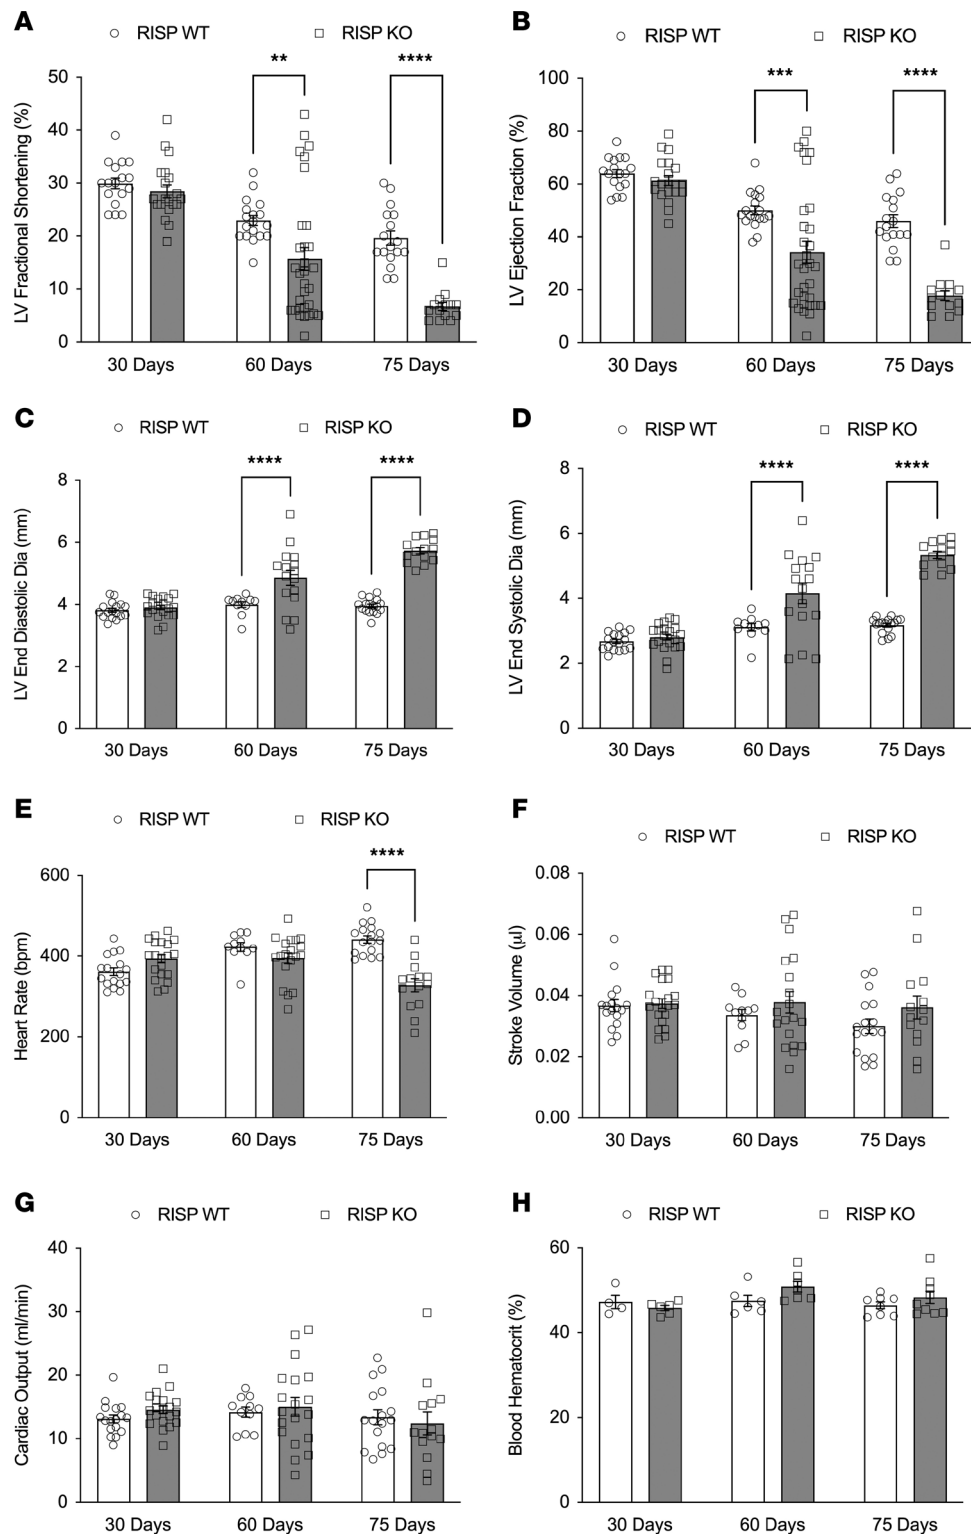 A
RISP WT
RISP KO
LV Fractional Shortening (%)
50
40
30
20
10
0
**
****
30 Days
60 Days
75 Days
B
RISP WT
RISP KO
LV Ejection Fraction (%)
100
80
60
40
20
0
***
****
30 Days
60 Days
75 Days
C
RISP WT
RISP KO
LV End Diastolic Dia (mm)
8
6
4
2
0
****
****
30 Days
60 Days
75 Days
D
RISP WT
RISP KO
LV End Systolic Dia (mm)
8
6
4
2
0
****
****
30 Days
60 Days
75 Days
E
RISP WT
RISP KO
Heart Rate (bpm)
600
400
200
0
****
30 Days
60 Days
75 Days
F
RISP WT
RISP KO
Stroke Volume (µl)
0.08
0.06
0.04
0.02
0.00
30 Days
60 Days
75 Days
G
RISP WT
RISP KO
Cardiac Output (ml/min)
40
30
20
10
0
30 Days
60 Days
75 Days
H
RISP WT
RISP KO
Blood Hematocrit (%)
60
40
20
0
30 Days
60 Days
75 Days